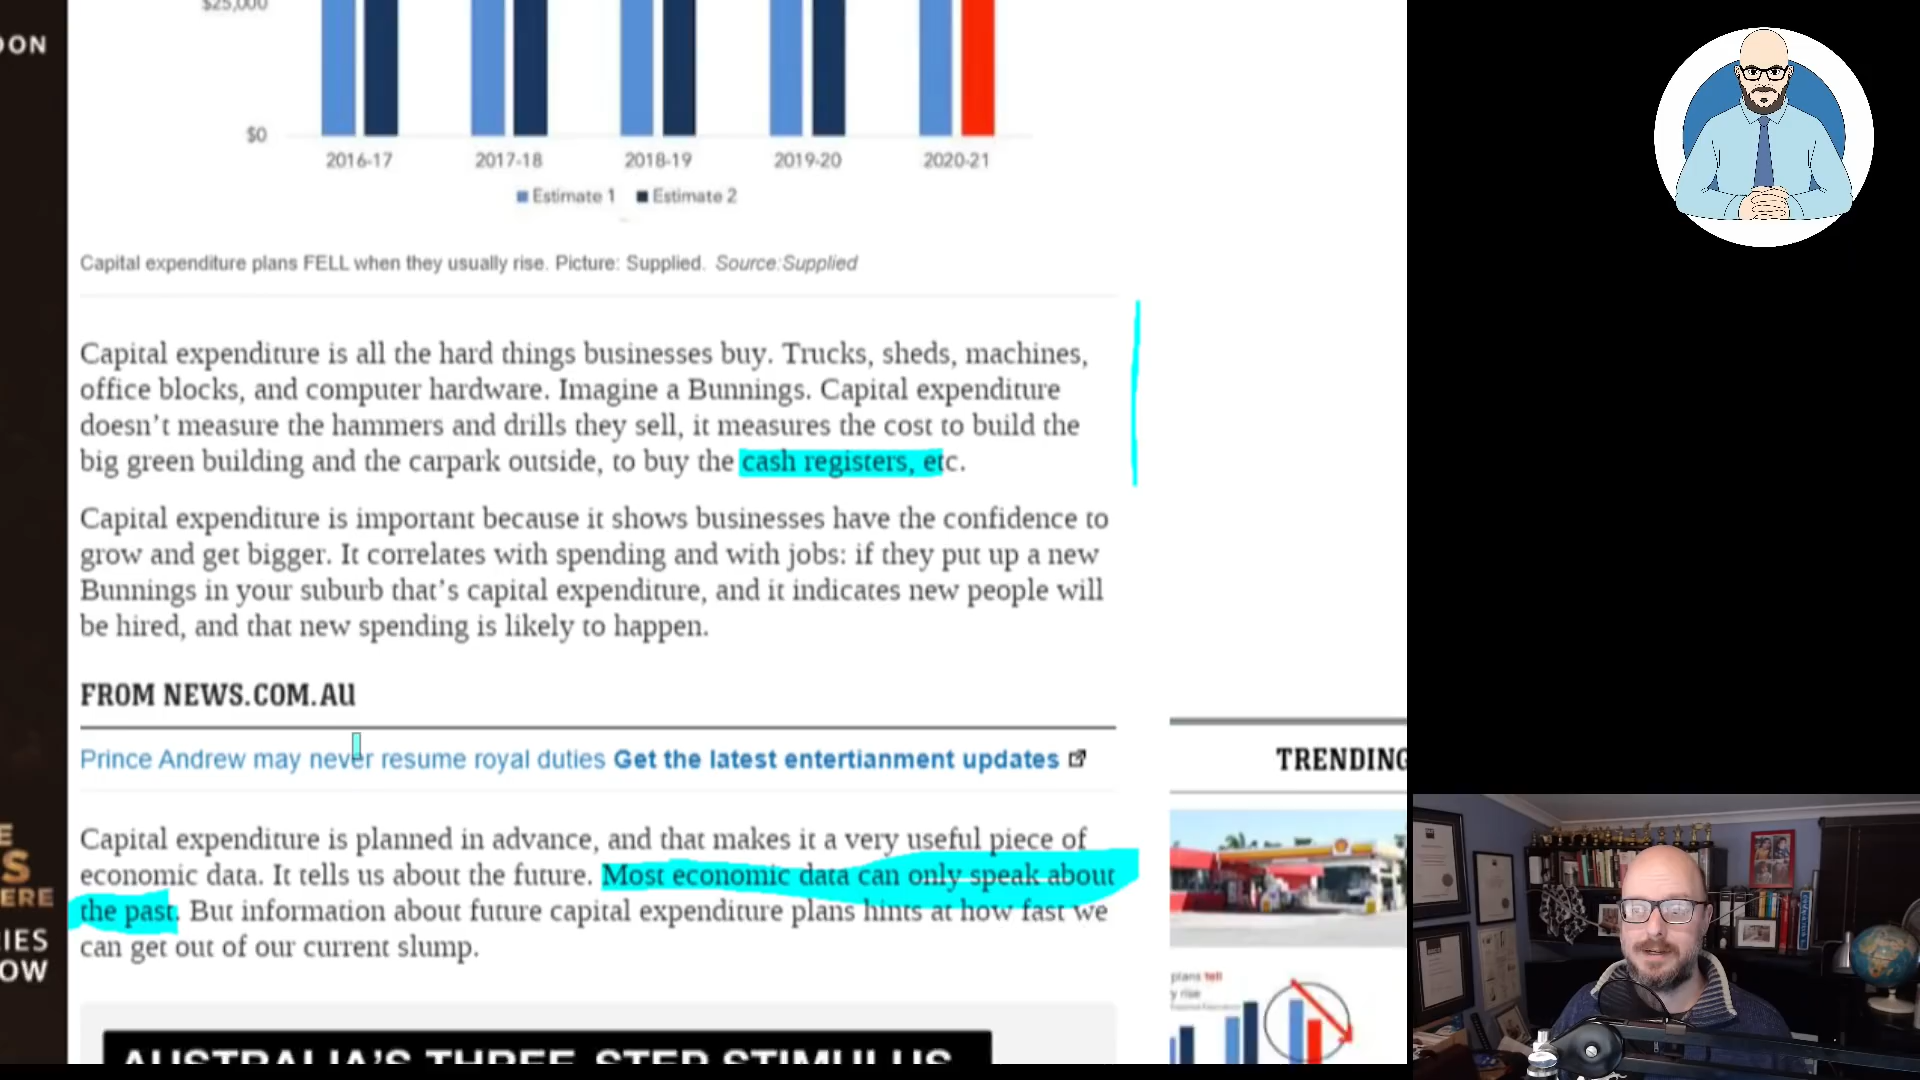 $25,000
OON
$0
2016-17 2017-18 2018-19 2019-20 2020-21
Estimate 1 Estimate 2
Capital expenditure plans FELL when they usually rise. Picture: Supplied. Source:Supplied
Capital expenditure is all the hard things businesses buy. Trucks, sheds, machines,
office blocks, and computer hardware. Imagine a Bunnings. Capital expenditure
doesn't measure the hammers and drills they sell, it measures the cost to build the
big green building and the carpark outside, to buy the cash registers, etc.
Capital expenditure is important because it shows businesses have the confidence to
grow and get bigger. It correlates with spending and with jobs: if they put up a new
Bunnings in your suburb that's capital expenditure, and it indicates new people will
be hired, and that new spending is likely to happen.
FROM NEWS.COM.AU
Prince Andrew may never resume royal duties Get the latest entertianment updates
Capital expenditure is planned in advance, and that makes it a very useful piece of
economic data. It tells us about the future. Most economic data can only speak about
the past. But information about future capital expenditure plans hints at how fast we
can get out of our current slump.
AUSTRALIA'S THREE-STEP STIMULUS
TRENDING
plans tell
y rise
E
S
ERE
IES
OW